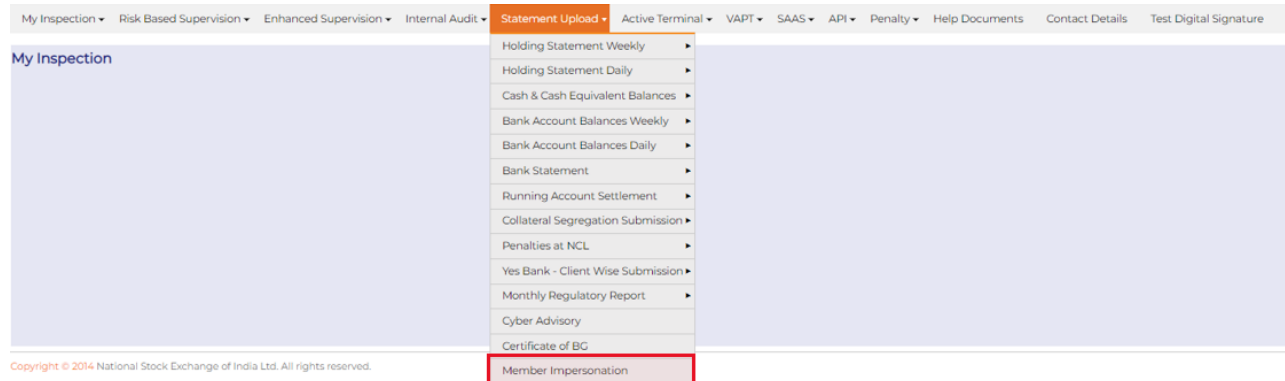 My Inspection Risk Based Supervision Enhanced Supervision Internal Audit Statement Upload Active Terminal VAPT SAAS API Penalty Help Documents Contact Details Test Digital Signature
My Inspection
Holding Statement Weekly
Holding Statement Daily
Cash & Cash Equivalent Balances
Bank Account Balances Weekly
Bank Account Balances Daily
Bank Statement
Running Account Settlement
Collateral Segregation Submission
Penalties at NCL
Yes Bank - Client Wise Submission
Monthly Regulatory Report
Cyber Advisory
Certificate of BG
Member Impersonation
Copyright © 2014 National Stock Exchange of India Ltd. All rights reserved.